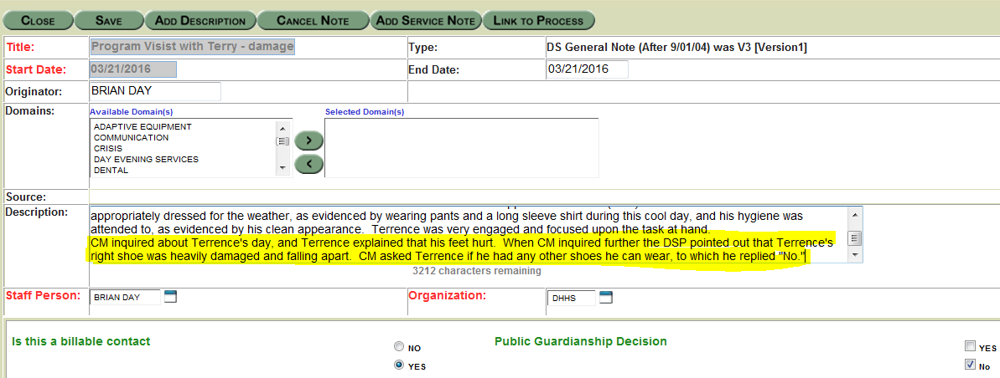 CLOSE SAVE ADD DESCRIPTION CANCEL NOTE ADD SERVICE NOTE LINK TO PROCESS
Title: Program Visist with Terry - damage Type: DS General Note (After 9/01/04) was V3 [Version1]
Start Date: 03/21/2016 End Date: 03/21/2016
Originator: BRIAN DAY
Domains: Available Domain(s) Selected Domain(s)
ADAPTIVE EQUIPMENT
COMMUNICATION
CRISIS
DAY EVENING SERVICES
DENTAL
>
<
Source:
Description:
appropriately dressed for the weather, as evidenced by wearing pants and a long sleeve shirt during this cool day, and his hygiene was
attended to, as evidenced by his clean appearance. Terrence was very engaged and focused upon the task at hand.
CM inquired about Terrence's day, and Terrence explained that his feet hurt. When CM inquired further the DSP pointed out that Terrence's
right shoe was heavily damaged and falling apart. CM asked Terrence if he had any other shoes he can wear, to which he replied "No."
3212 characters remaining
Staff Person: BRIAN DAY Organization: DHHS
Is this a billable contact NO Public Guardianship Decision YES
YES No